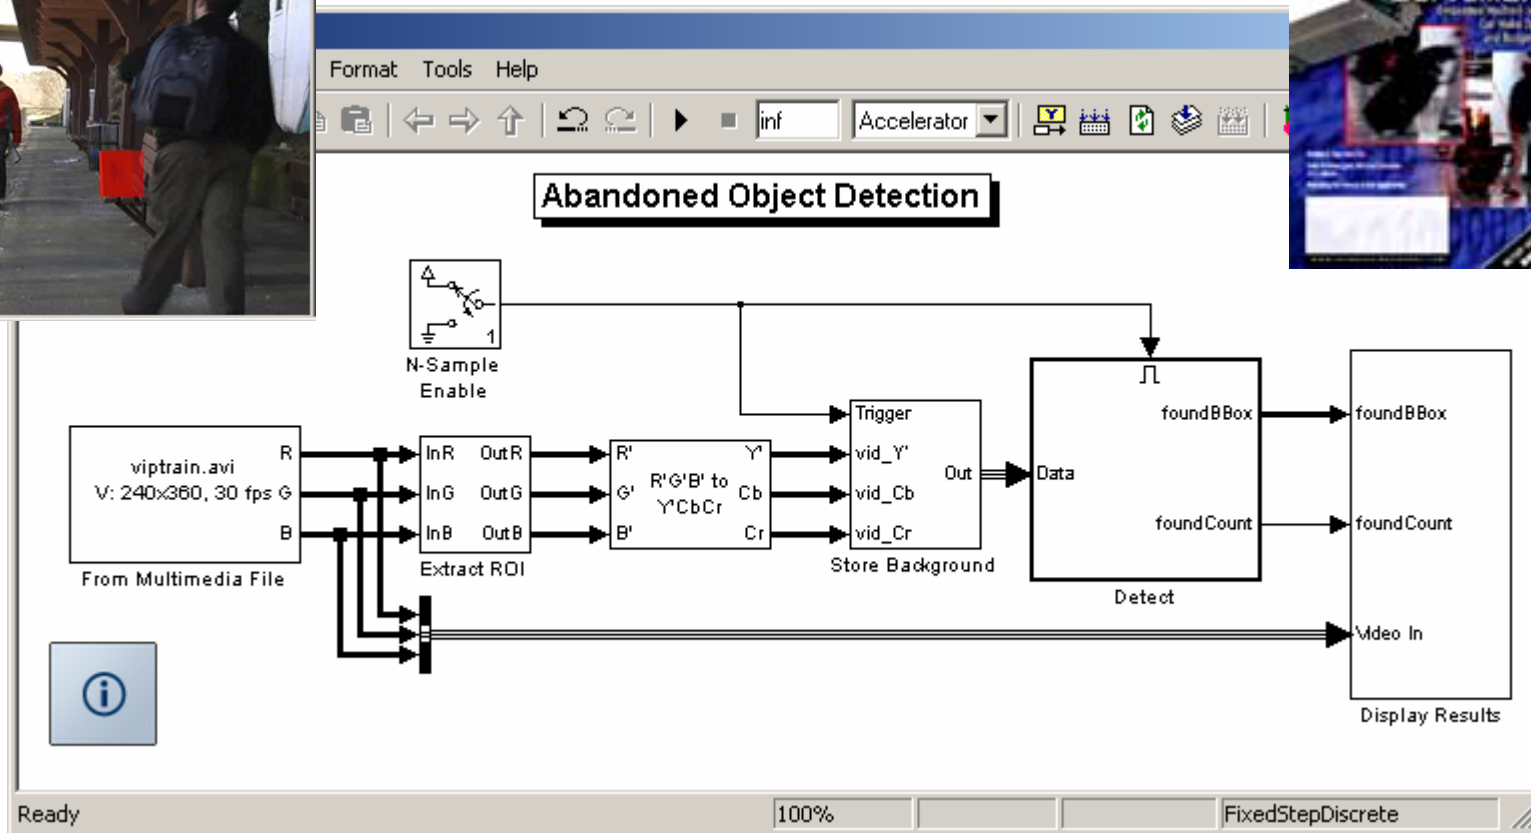 Format Tools Help
inf
Accelerator
Abandoned Object Detection
1
N-Sample
Enable
viptrain.avi
V: 240x360, 30 fps
R
G
B
From Multimedia File
InR OutR
InG OutG
InB OutB
Extract ROI
R' Y'
G' R'G'B' to Y'CbCr Cb
B' Cr
Trigger
vid_Y'
vid_Cb Out
vid_Cr
Store Background
Data
foundBBox
foundCount
Detect
foundBBox
foundCount
Video In
Display Results
Ready
100%
FixedStepDiscrete